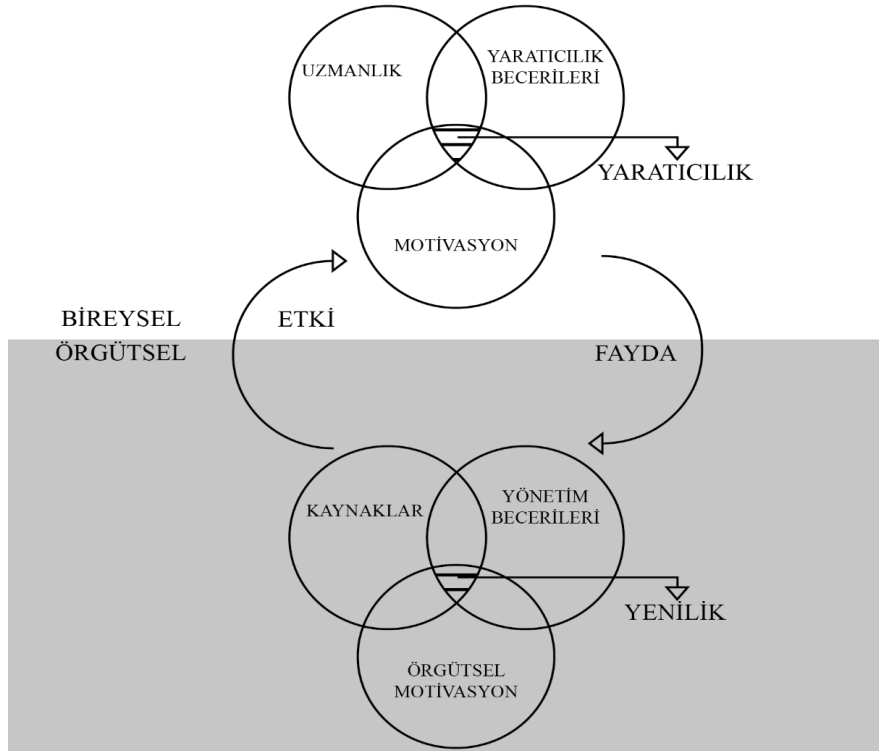 UZMANLIK
YARATICILIK
BECERİLERİ
YARATICILIK
MOTİVASYON
BİREYSEL
ÖRGÜTSEL
ETKİ
FAYDA
KAYNAKLAR
YÖNETİM
BECERİLERİ
YENİLİK
ÖRGÜTSEL
MOTİVASYON